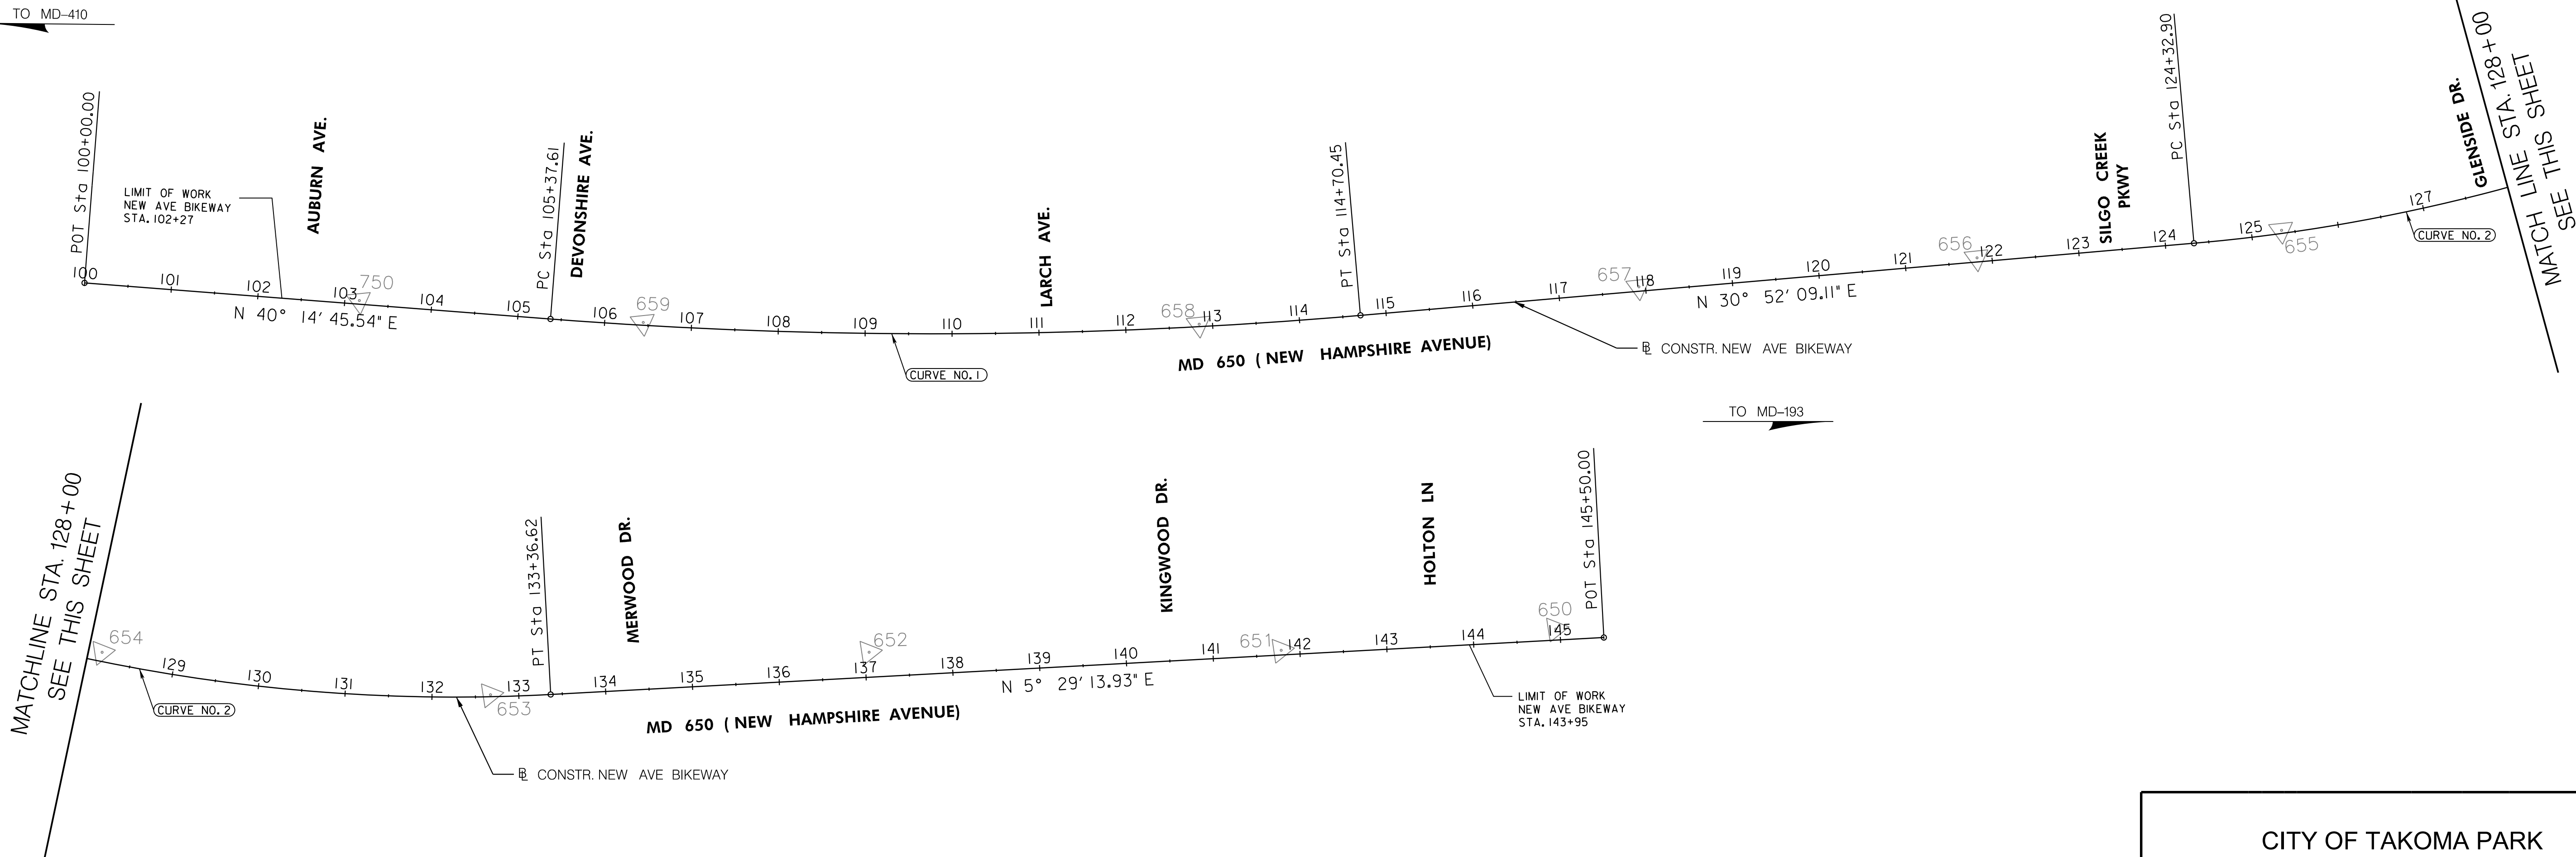 TO MD-410
POT Sta 100+00.00
LIMIT OF WORK
NEW AVE BIKEWAY
STA. 102+27
AUBURN AVE.
PC Sta 105+37.61
DEVONSHIRE AVE.
LARCH AVE.
PT Sta 114+70.45
SILGO CREEK
PKWY
PC Sta 124+32.90
GLENSIDE DR.
MATCH LINE STA. 128+00
SEE THIS SHEET
100 101 102 103 104 105 106 107 108 109 110 111 112 113 114 115 116 117 118 119 120 121 122 123 124 125 127
750 659 658 657 656 655
N 40° 14' 45.54" E
N 30° 52' 09.11" E
CURVE NO. 1
CURVE NO. 2
MD 650 ( NEW HAMPSHIRE AVENUE)
BL CONSTR. NEW AVE BIKEWAY
TO MD-193
MATCHLINE STA. 128+00
SEE THIS SHEET
PT Sta 133+36.62
MERWOOD DR.
KINGWOOD DR.
HOLTON LN
POT Sta 145+50.00
654 653 652 651 650
129 130 131 132 133 134 135 136 137 138 139 140 141 142 143 144 145
CURVE NO. 2
N 5° 29' 13.93" E
MD 650 ( NEW HAMPSHIRE AVENUE)
LIMIT OF WORK
NEW AVE BIKEWAY
STA. 143+95
BL CONSTR. NEW AVE BIKEWAY
CITY OF TAKOMA PARK